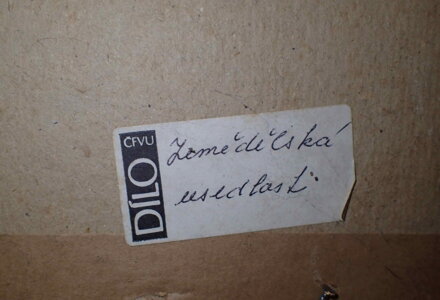 ČFVU
DÍLO
Zemědělská
usedlost